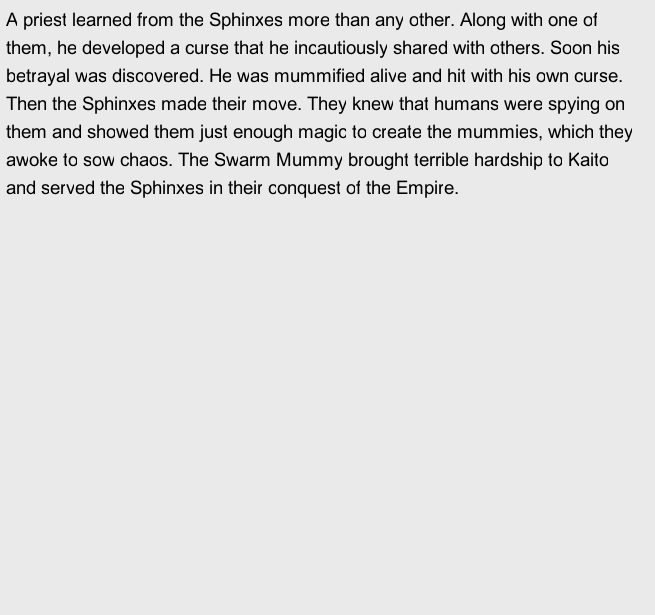 A priest learned from the Sphinxes more than any other. Along with one of
them, he developed a curse that he incautiously shared with others. Soon his
betrayal was discovered. He was mummified alive and hit with his own curse.
Then the Sphinxes made their move. They knew that humans were spying on
them and showed them just enough magic to create the mummies, which they
awoke to sow chaos. The Swarm Mummy brought terrible hardship to Kaito
and served the Sphinxes in their conquest of the Empire.